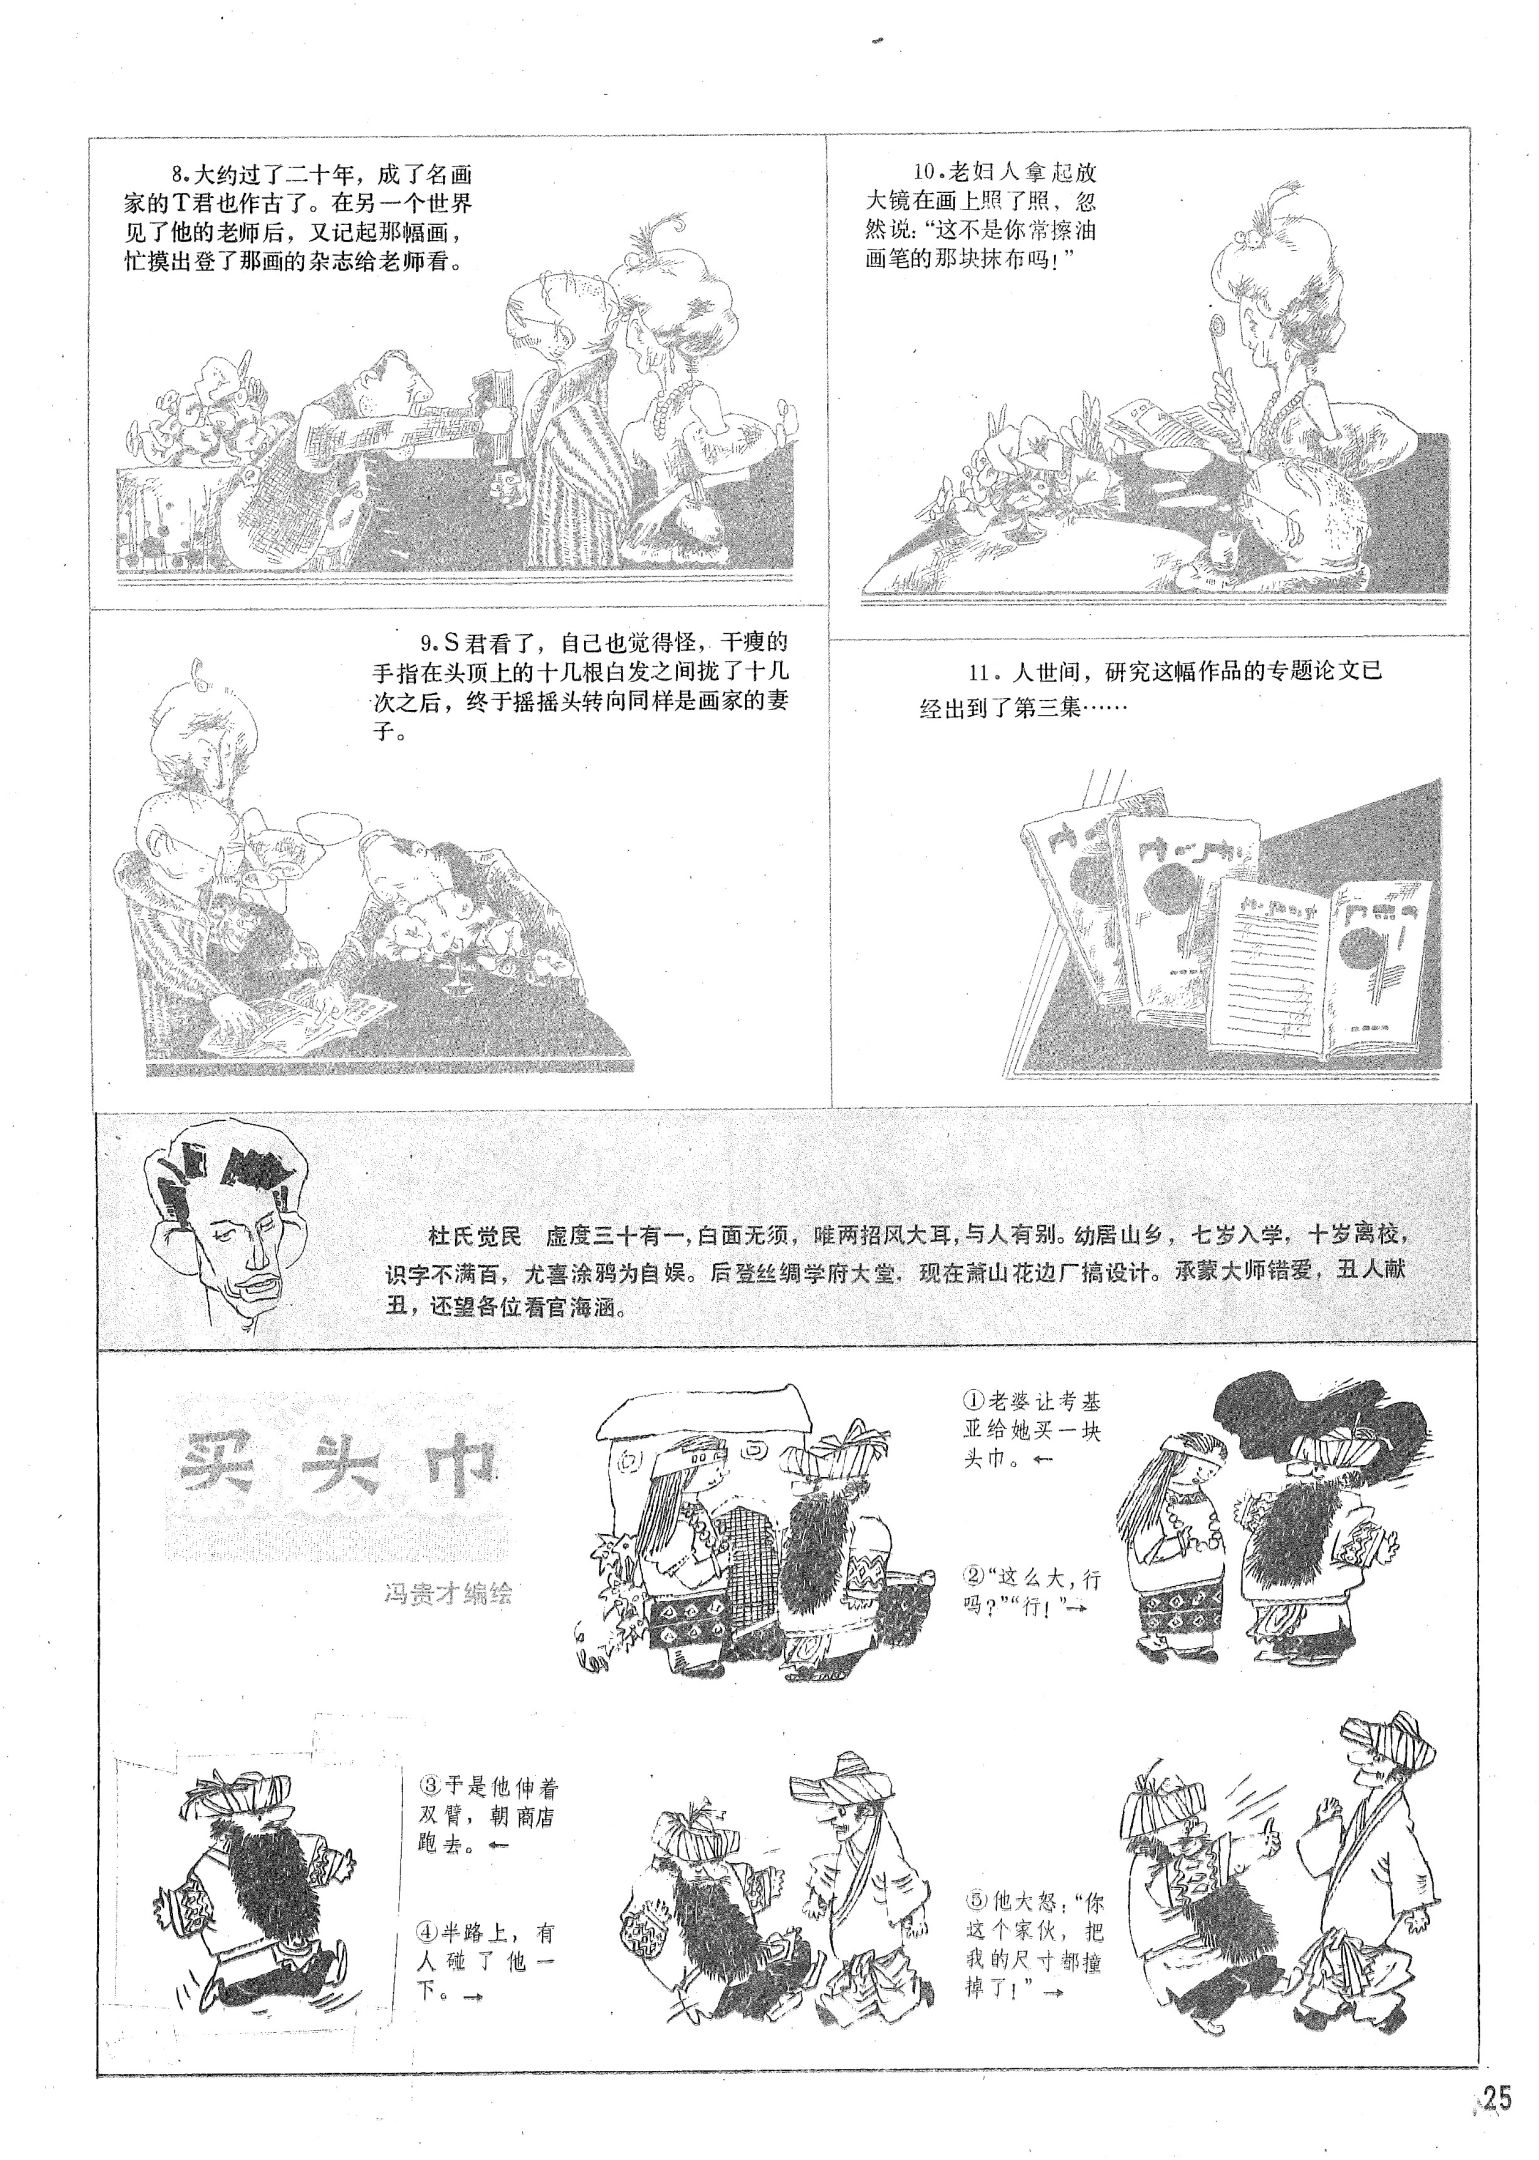 8.大约过了二十年，成了名画
家的T君也作古了。在另一个世界
见了他的老师后，又记起那幅画，
忙摸出登了那画的杂志给老师看。
9.S君看了，自己也觉得怪，干瘦的
手指在头顶上的十几根白发之间拢了十几
次之后，终于摇摇头转向同样是画家的妻
子。
10.老妇人拿起放
大镜在画上照了照，忽
然说：“这不是你常擦油
画笔的那块抹布吗！”
11。人世间，研究这幅作品的专题论文已
经出到了第三集……
杜氏觉民　虚度三十有一，白面无须，唯两招风大耳，与人有别。幼居山乡，七岁入学，十岁离校，
识字不满百，尤喜涂鸦为自娱。后登丝绸学府大堂．现在萧山花边厂搞设计。承蒙大师错爱，丑人献
丑，还望各位看官海涵。
买头巾
冯贵才编绘
①老婆让考基
亚给她买一块
头巾。←
②“这么大，行
吗？”“行！”→
③于是他伸着
双臂，朝商店
跑去。←
④半路上，有
人碰了他一
下。→
⑤他大怒：“你
这个家伙，把
我的尺寸都撞
掉了！”→
25